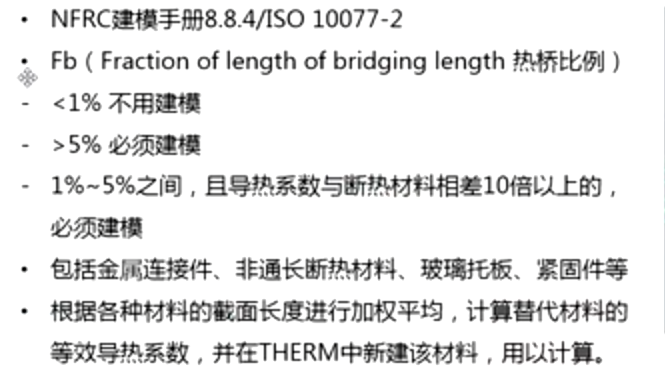 • NFRC建模手册8.8.4/ISO 10077-2
• Fb（Fraction of length of bridging length 热桥比例）
- <1% 不用建模
- >5% 必须建模
- 1%~5%之间，且导热系数与断热材料相差10倍以上的，
必须建模
• 包括金属连接件、非通长断热材料、玻璃托板、紧固件等
• 根据各种材料的截面长度进行加权平均，计算替代材料的
等效导热系数，并在THERM中新建该材料，用以计算。